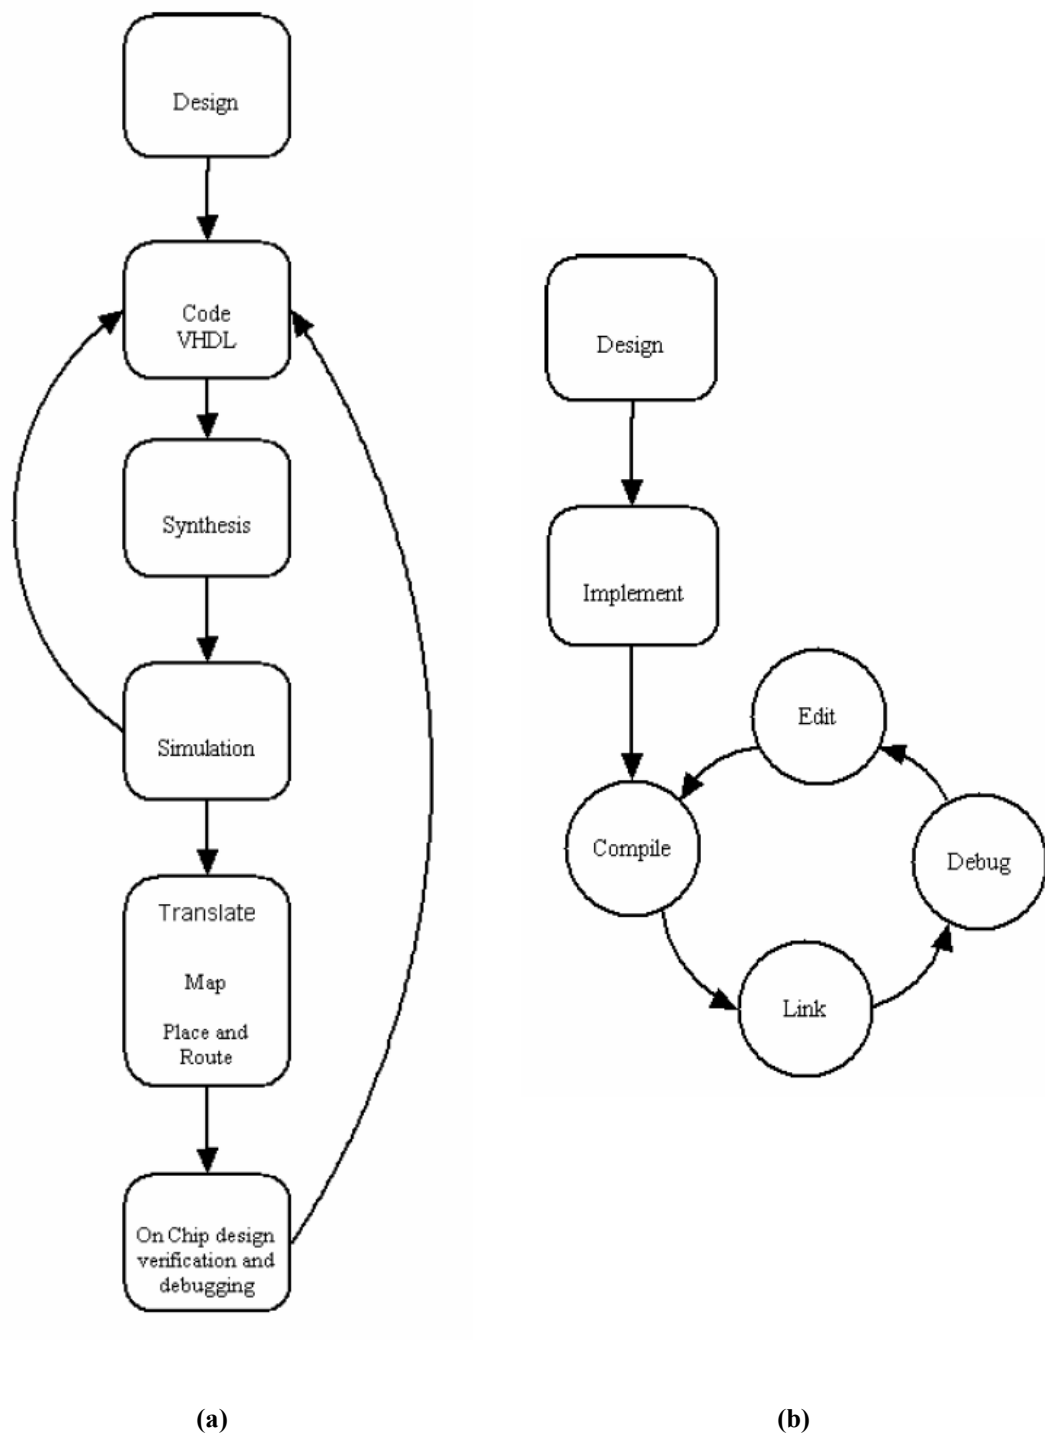 Design
Code
VHDL
Synthesis
Simulation
Translate
Map
Place and
Route
On Chip design
verification and
debugging
(a)
Design
Implement
Edit
Compile
Debug
Link
(b)